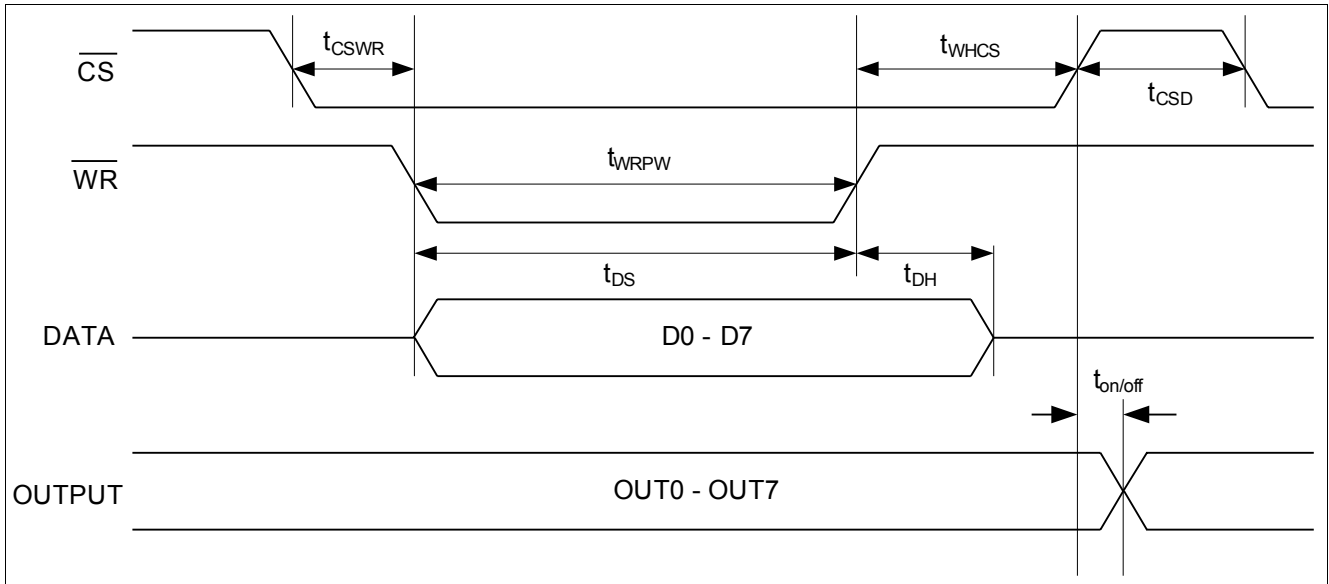 CS
tCSWR
tWHCS
tCSD
WR
tWRPW
tDS
tDH
DATA
D0 - D7
ton/off
OUTPUT
OUT0 - OUT7